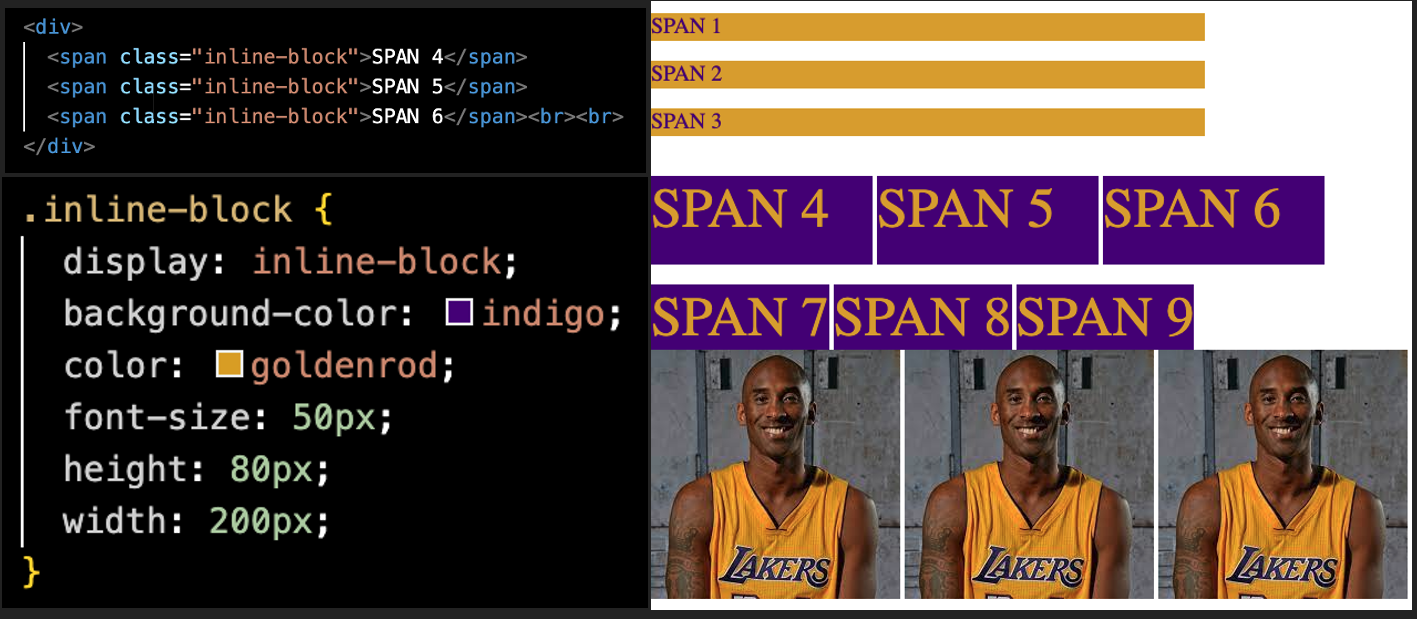 <div>
<span class="inline-block">SPAN 4</span>
<span class="inline-block">SPAN 5</span>
<span class="inline-block">SPAN 6</span><br><br>
</div>
.inline-block {
display: inline-block;
background-color: indigo;
color: goldenrod;
font-size: 50px;
height: 80px;
width: 200px;
}
SPAN 1
SPAN 2
SPAN 3
SPAN 4 SPAN 5 SPAN 6
SPAN 7 SPAN 8 SPAN 9
LAKERS LAKERS LAKERS